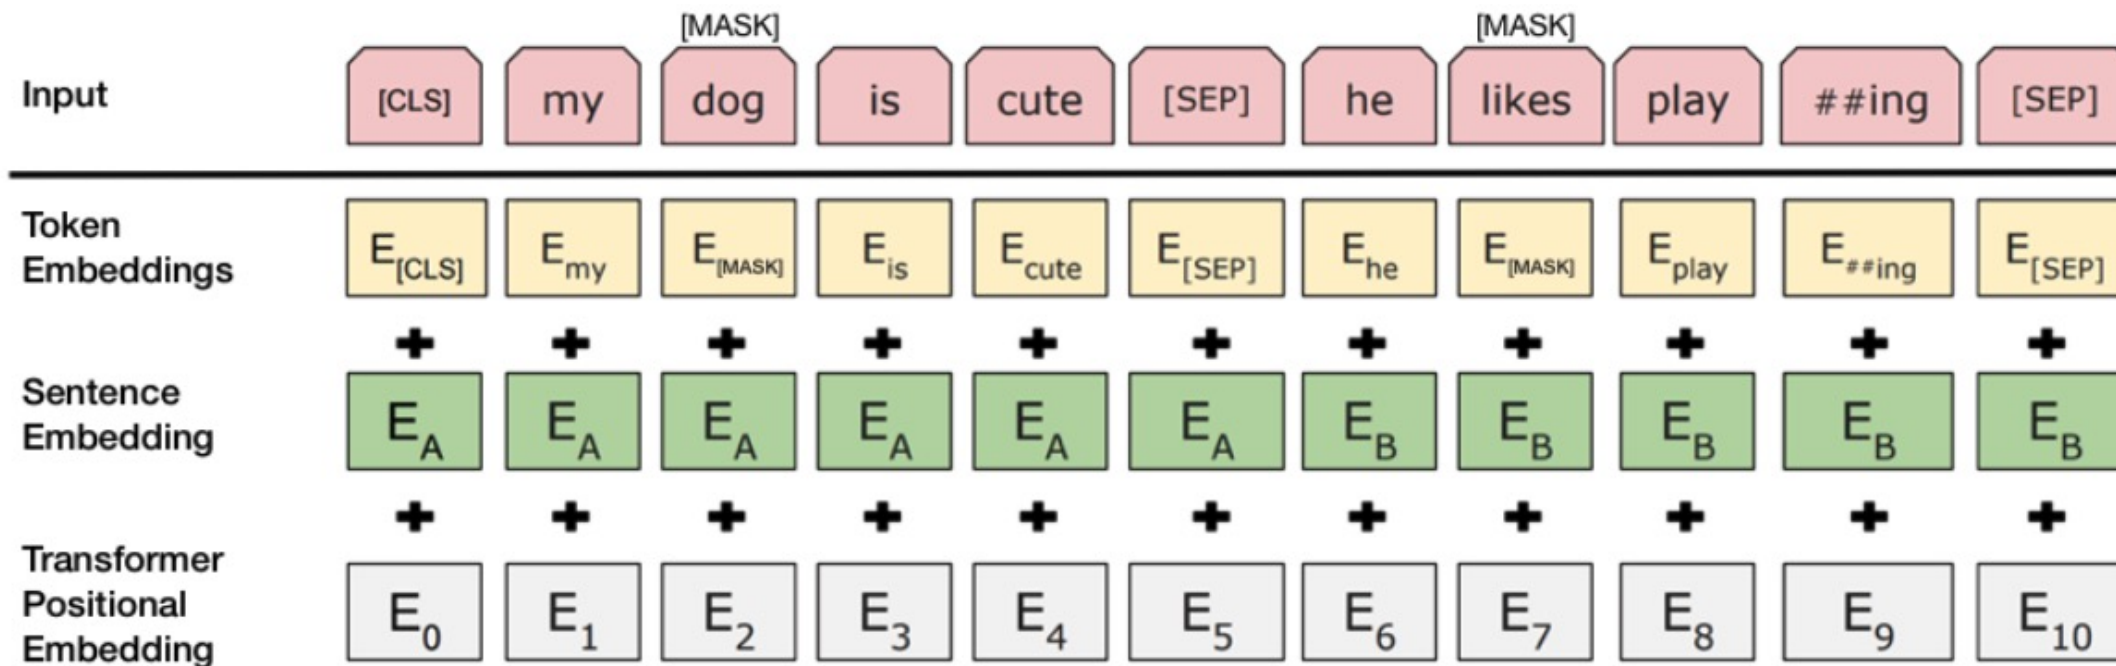 [MASK] [MASK]
Input [CLS] my dog is cute [SEP] he likes play ##ing [SEP]
Token
Embeddings
E[CLS] Emy E[MASK] Eis Ecute E[SEP] Ehe E[MASK] Eplay E##ing E[SEP]
+ + + + + + + + + + +
Sentence
Embedding
EA EA EA EA EA EA EB EB EB EB EB
+ + + + + + + + + + +
Transformer
Positional
Embedding
E0 E1 E2 E3 E4 E5 E6 E7 E8 E9 E10